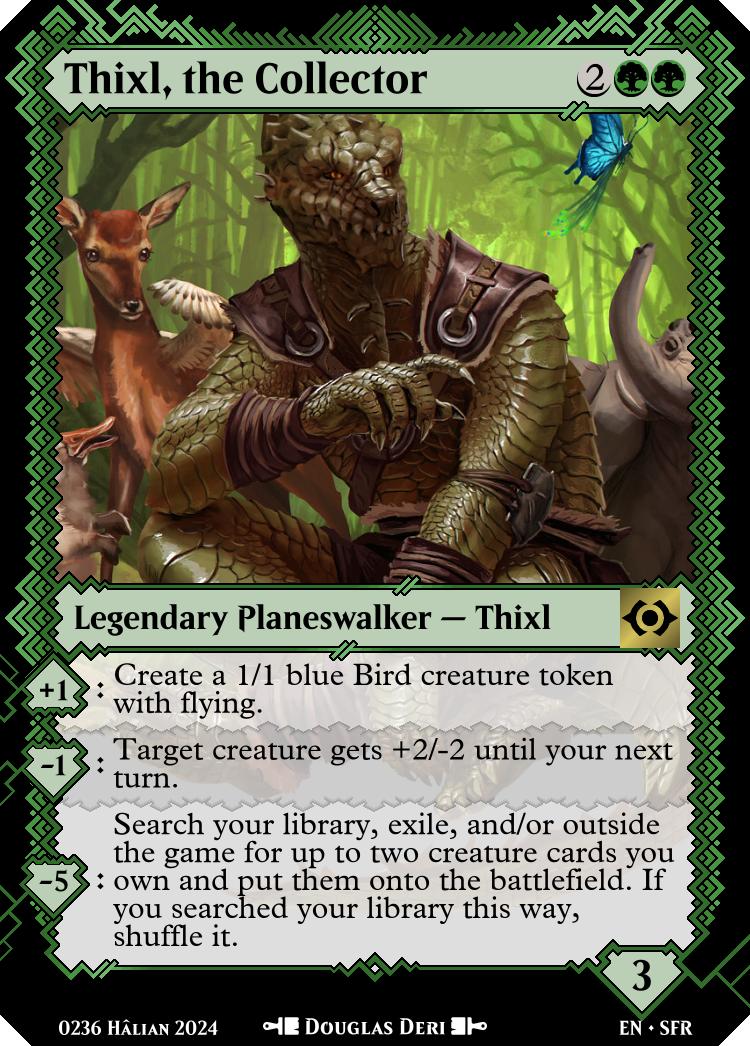 Thixl, the Collector 2
Legendary Planeswalker — Thixl
+1 : Create a 1/1 blue Bird creature token
with flying.
−1 : Target creature gets +2/-2 until your next
turn.
Search your library, exile, and/or outside
the game for up to two creature cards you
−5 : own and put them onto the battlefield. If
you searched your library this way,
shuffle it.
3
0236 Hâlian 2024 Douglas Deri EN • SFR